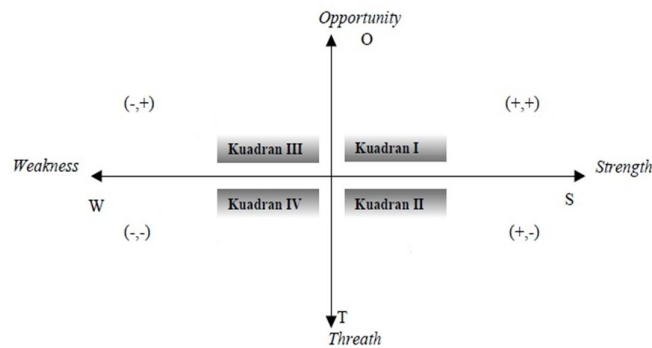 Opportunity
O
(-,+)
(+,+)
Kuadran III
Kuadran I
Weakness
Strength
W
Kuadran IV
Kuadran II
S
(-,-)
(+,-)
T
Threath